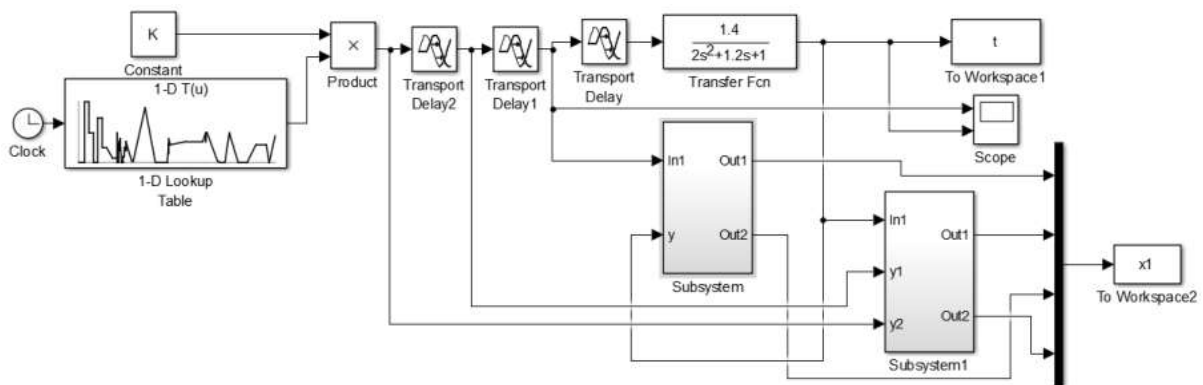 K
Constant
1-D T(u)
1-D Lookup
Table
Clock
×
Product
Transport
Delay2
Transport
Delay1
Transport
Delay
1.4
2s²+1.2s+1
Transfer Fcn
t
To Workspace1
Scope
In1
y
Out1
Out2
Subsystem
In1
y1
y2
Out1
Out2
Subsystem1
x1
To Workspace2